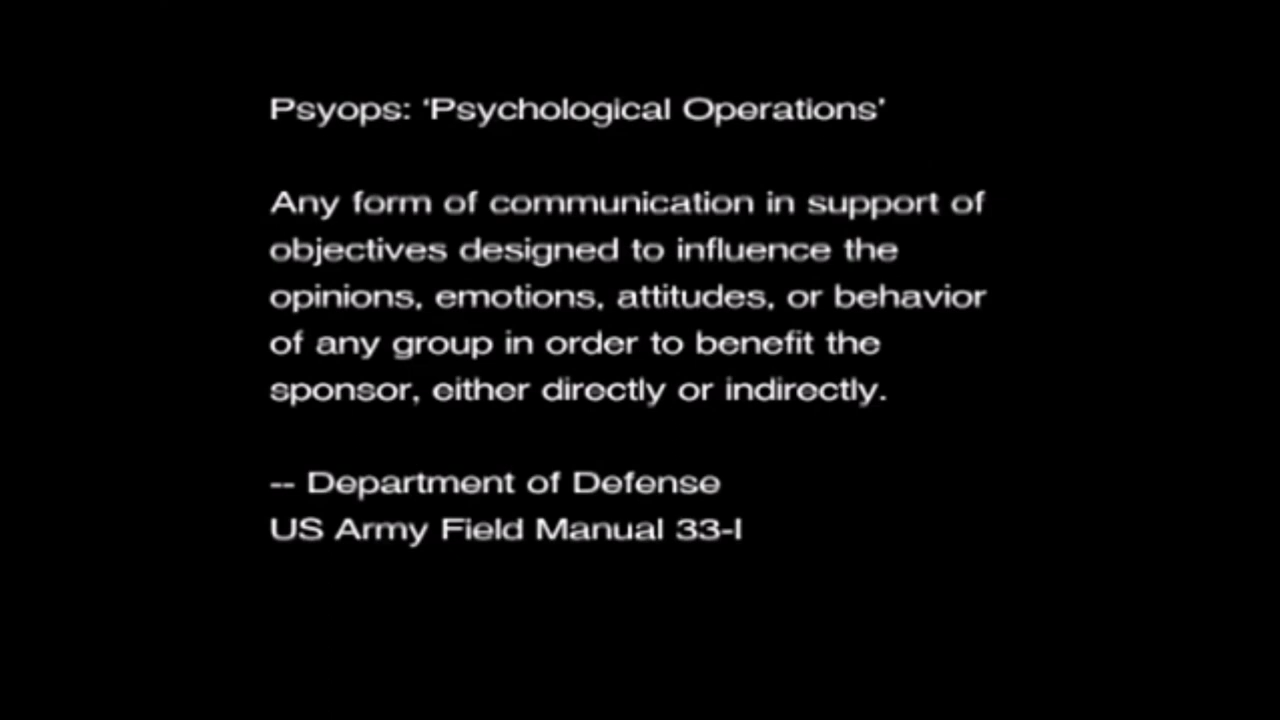 Psyops: ‘Psychological Operations’
Any form of communication in support of
objectives designed to influence the
opinions, emotions, attitudes, or behavior
of any group in order to benefit the
sponsor, either directly or indirectly.
-- Department of Defense
US Army Field Manual 33-I